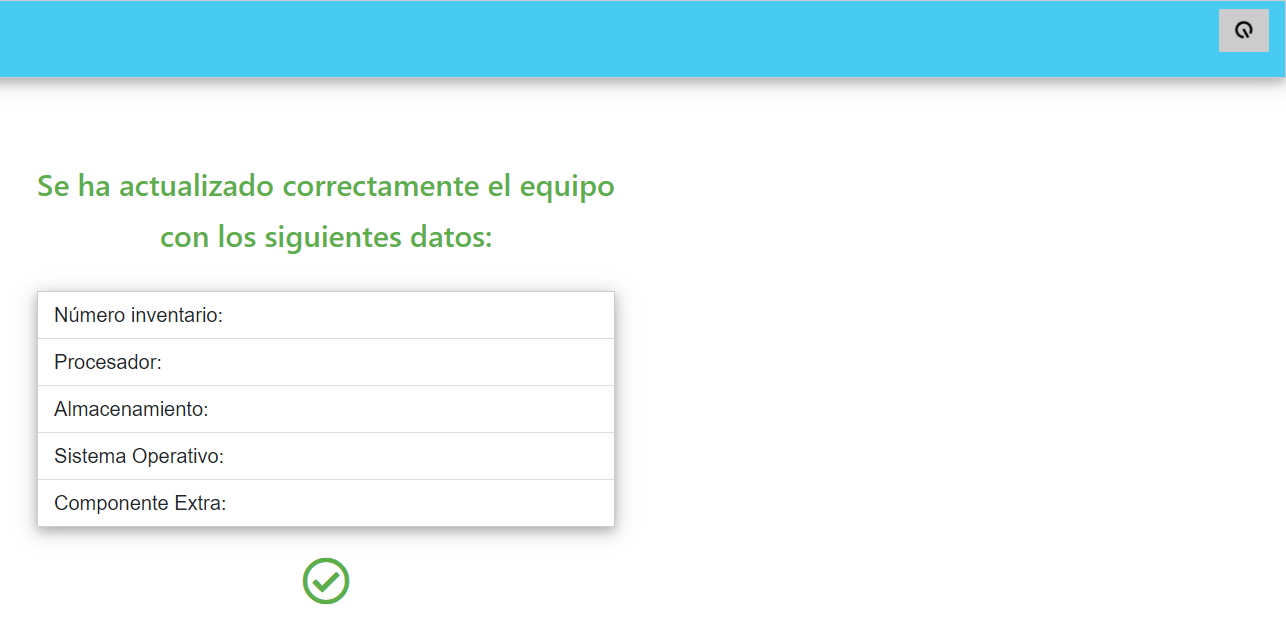 Se ha actualizado correctamente el equipo
con los siguientes datos:
Número inventario:
Procesador:
Almacenamiento:
Sistema Operativo:
Componente Extra: